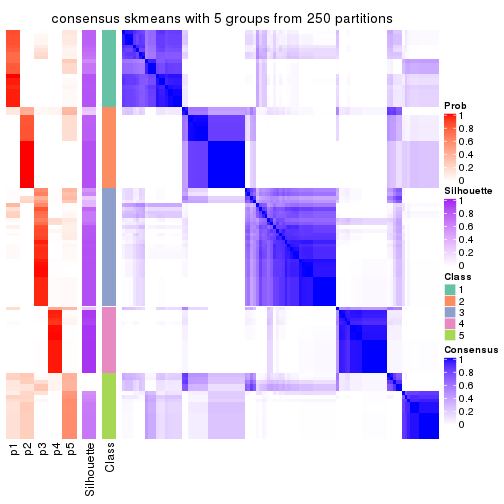 consensus skmeans with 5 groups from 250 partitions
Prob
1
0.8
0.6
0.4
0.2
0
Silhouette
1
0.8
0.6
0.4
0.2
0
Class
1
2
3
4
5
Consensus
1
0.8
0.6
0.4
0.2
0
p1
p2
p3
p4
p5
Silhouette
Class